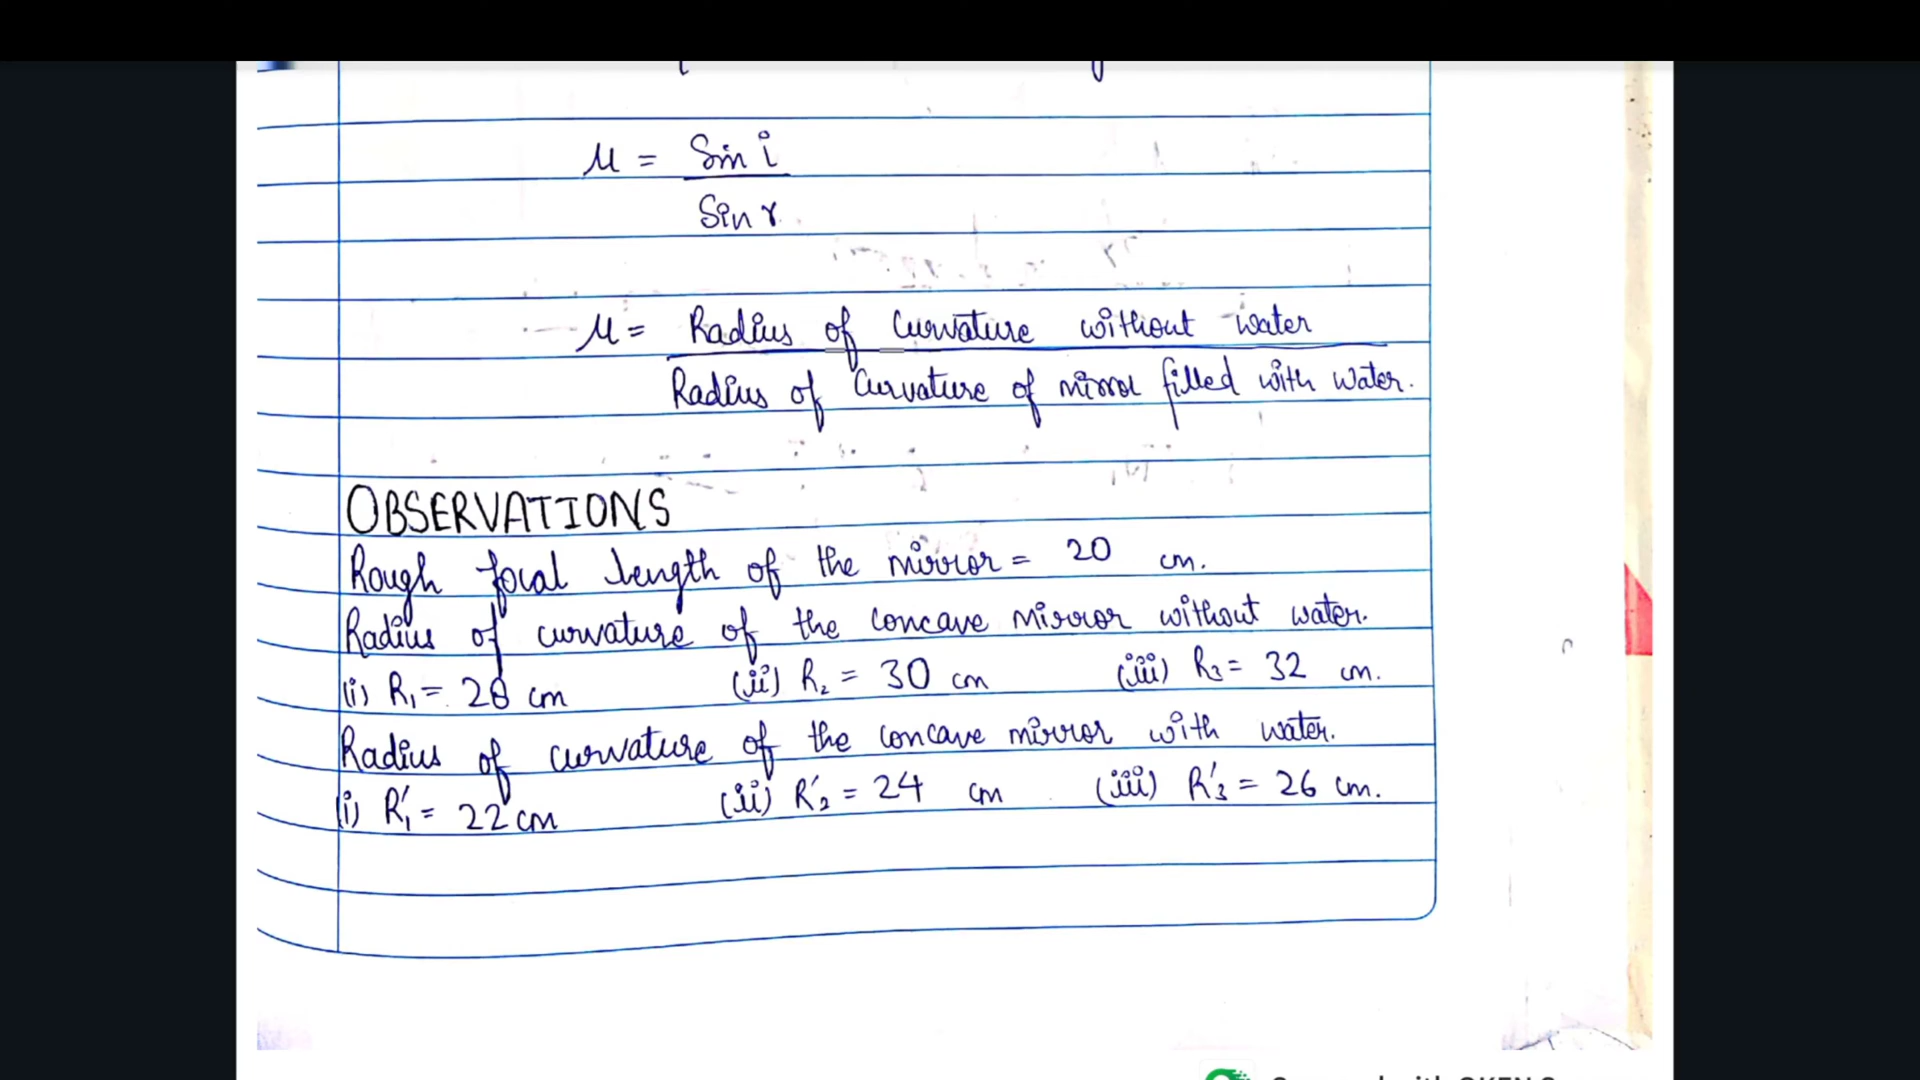 μ = Sin i
Sin r
μ = Radius of Curvature without water
Radius of Curvature of mirror filled with water.
OBSERVATIONS
Rough focal length of the mirror = 20 cm.
Radius of curvature of the concave mirror without water.
(i) R₁ = 28 cm (ii) R₂ = 30 cm (iii) R₃ = 32 cm.
Radius of curvature of the concave mirror with water.
(i) R'₁ = 22 cm (ii) R'₂ = 24 cm (iii) R'₃ = 26 cm.